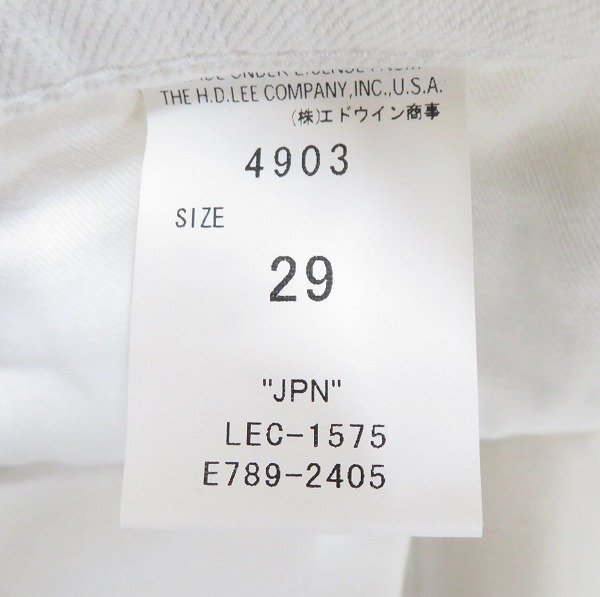 THE H.D.LEE COMPANY,INC.,U.S.A.
(株)エドウイン商事
4903
SIZE
29
"JPN"
LEC-1575
E789-2405